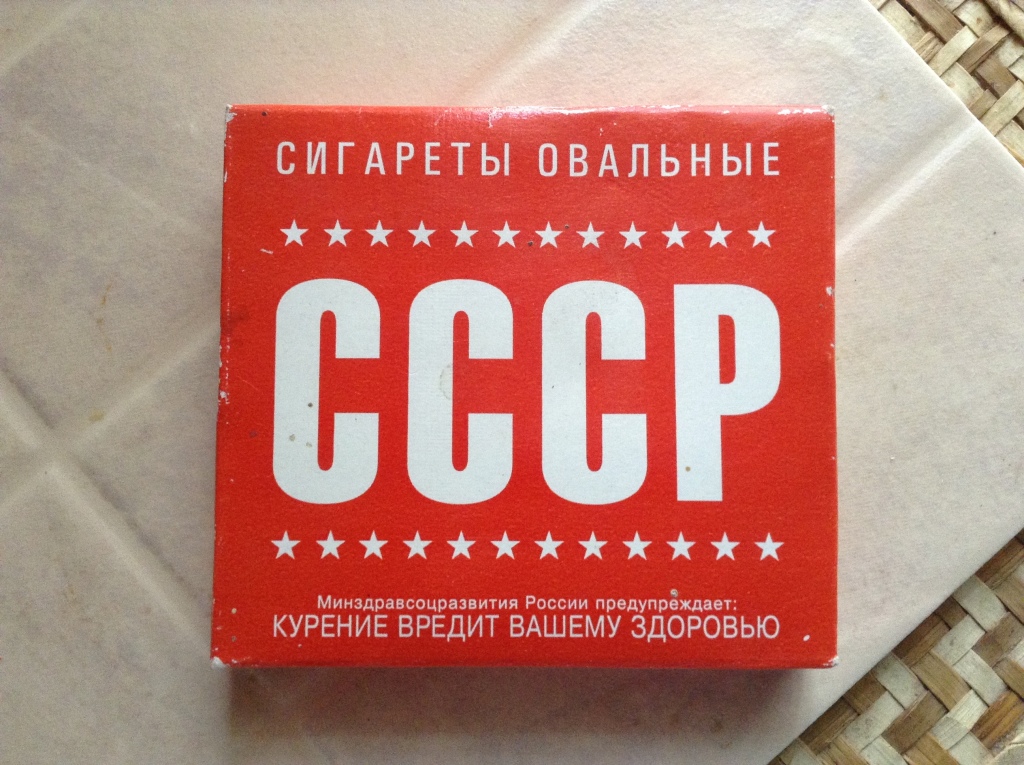 СИГАРЕТЫ ОВАЛЬНЫЕ
СССР
Минздравсоцразвития России предупреждает:
КУРЕНИЕ ВРЕДИТ ВАШЕМУ ЗДОРОВЬЮ